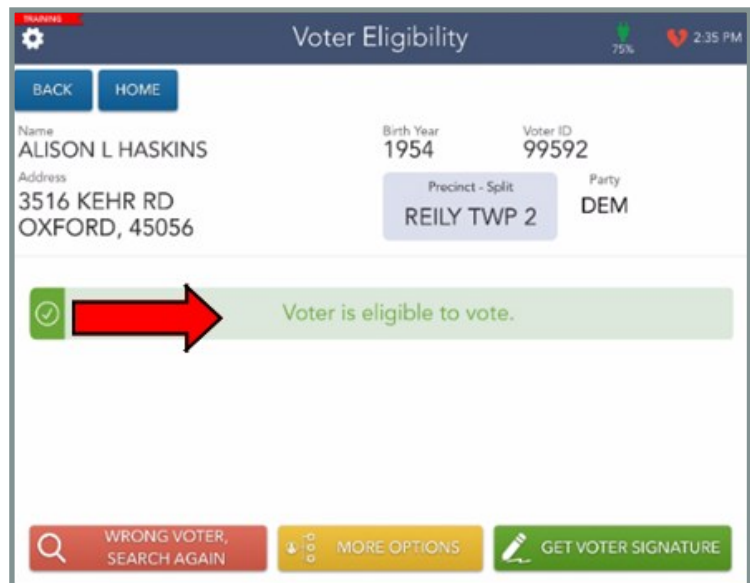 TRAINING
Voter Eligibility
75%
2:35 PM
BACK
HOME
Name
ALISON L HASKINS
Birth Year
1954
Voter ID
99592
Address
3516 KEHR RD
OXFORD, 45056
Precinct - Split
REILY TWP 2
Party
DEM
Voter is eligible to vote.
WRONG VOTER,
SEARCH AGAIN
MORE OPTIONS
GET VOTER SIGNATURE